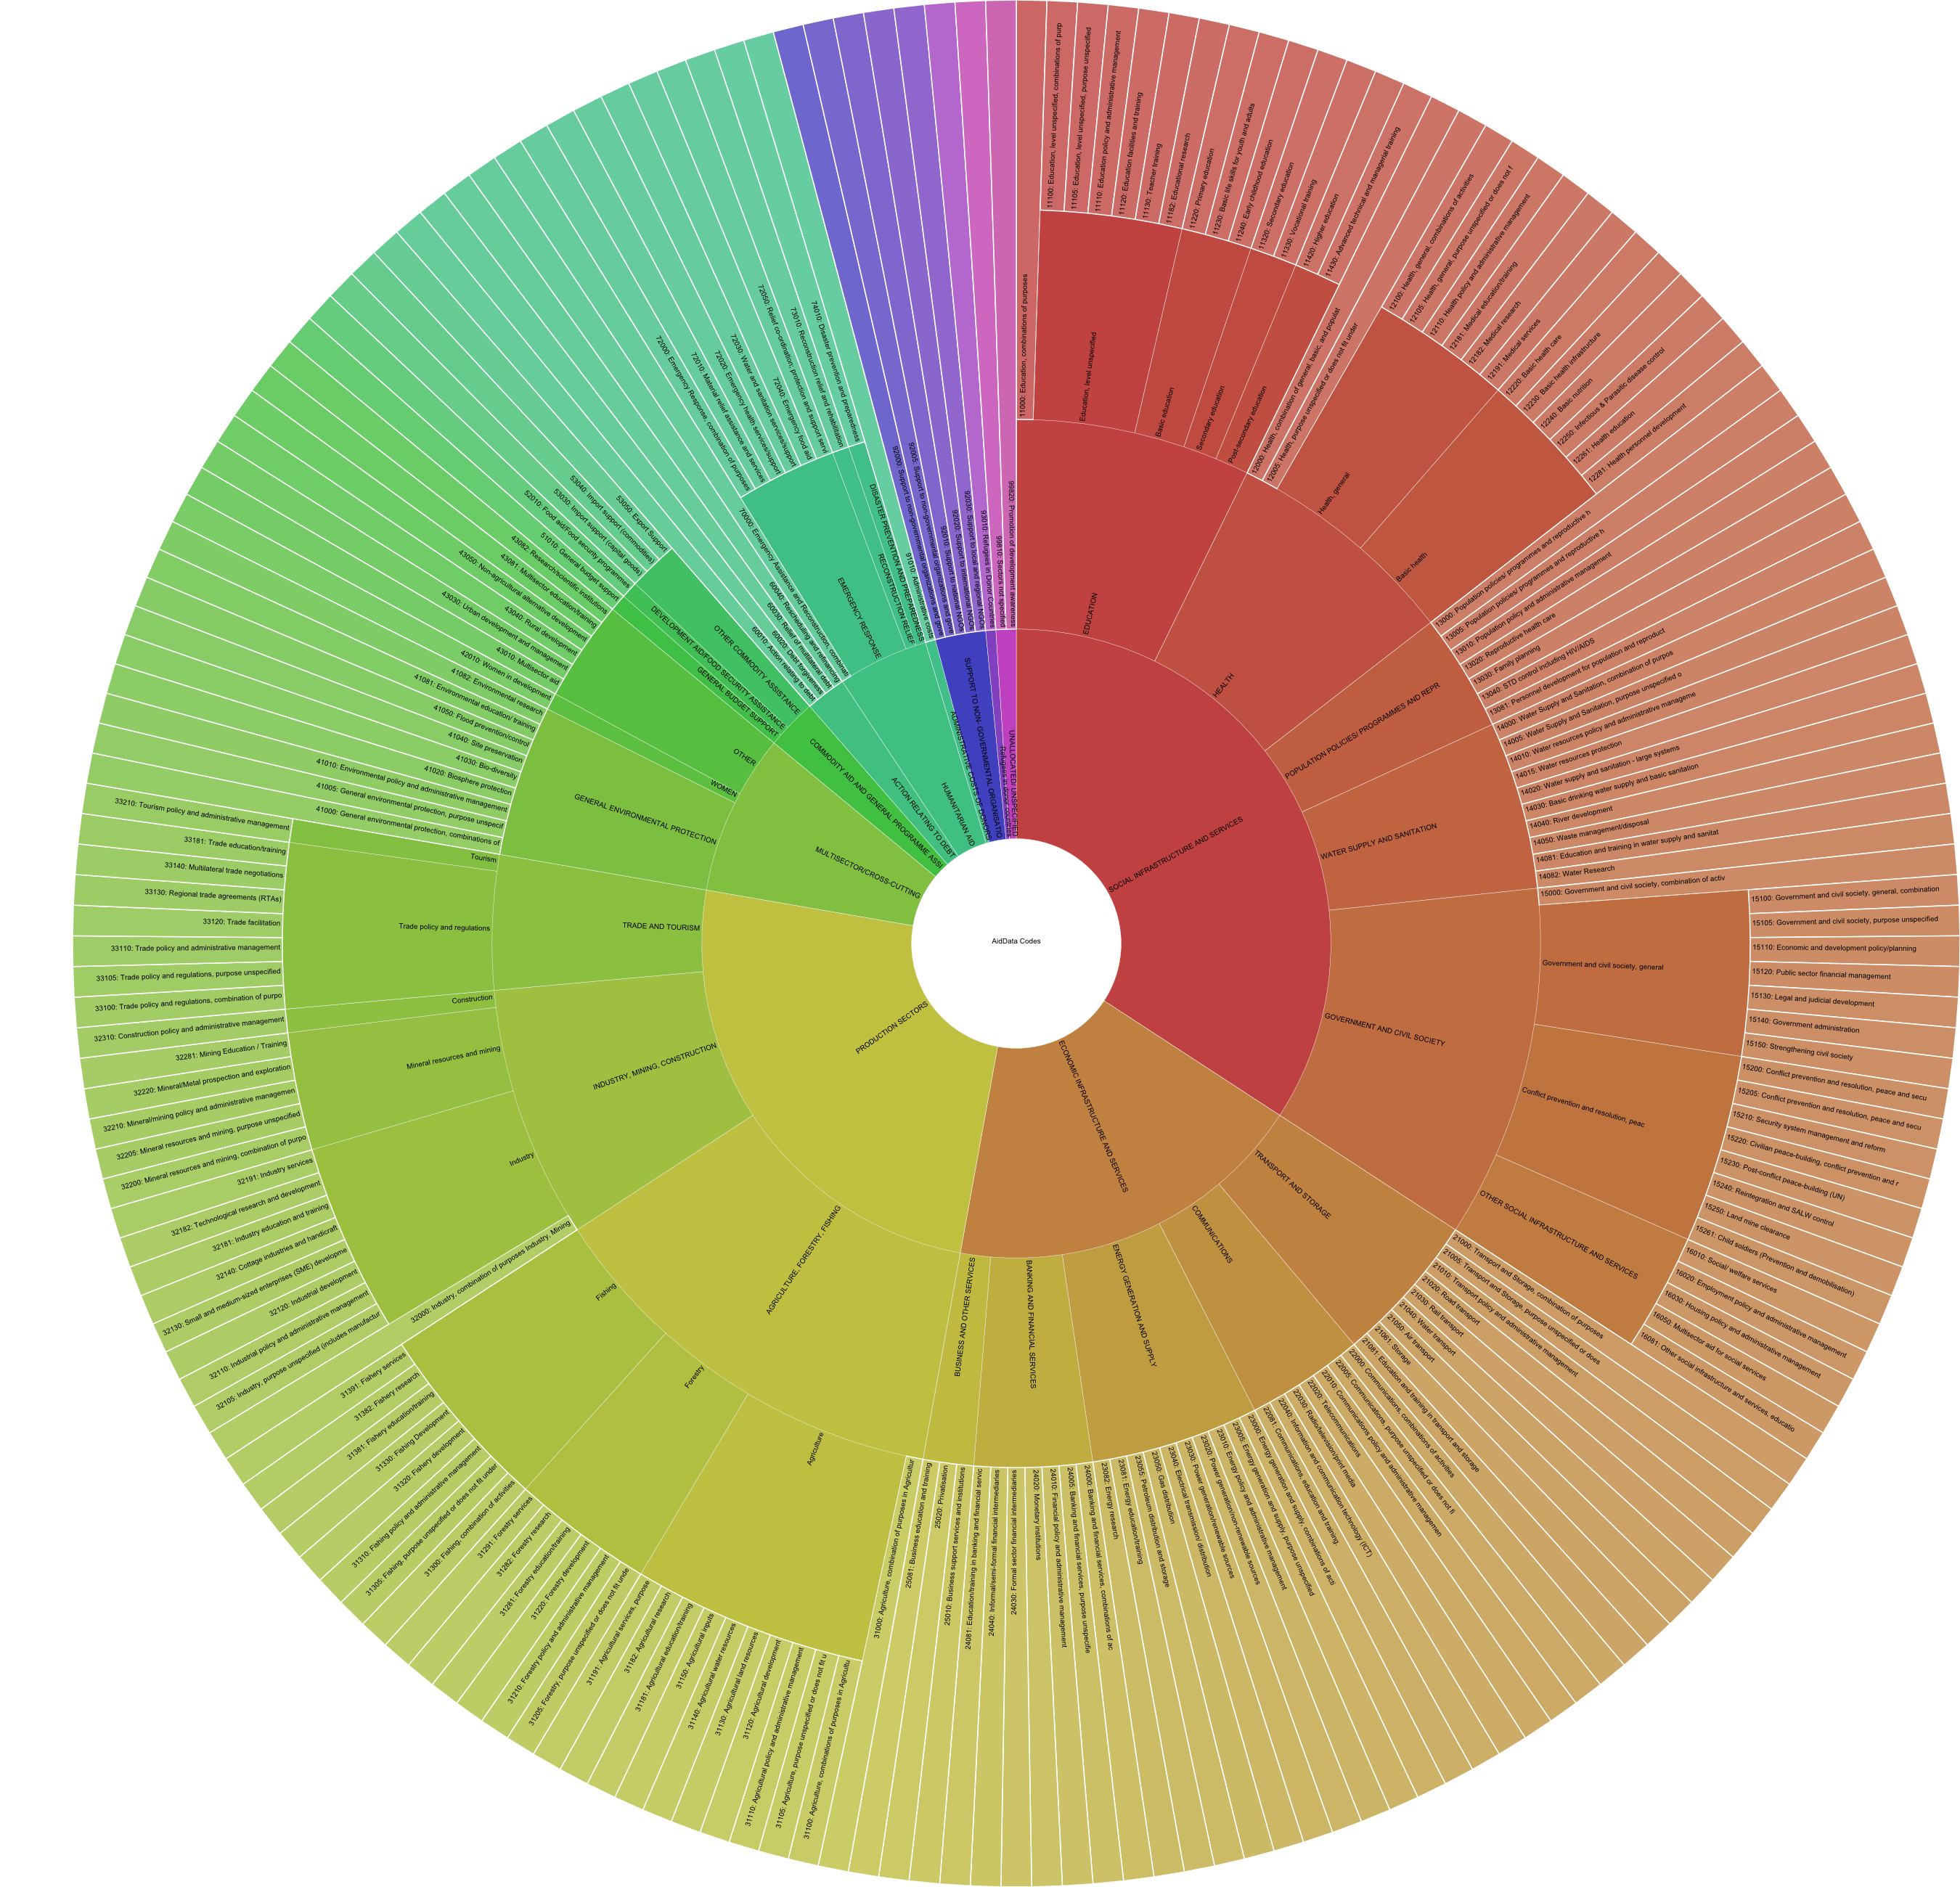 AidData Codes
SOCIAL INFRASTRUCTURE AND SERVICES
EDUCATION
11000: Education, combinations of purposes
Education, level unspecified
11100: Education, level unspecified, combinations of purp
11105: Education, level unspecified, purpose unspecified
11110: Education policy and administrative management
11120: Education facilities and training
11130: Teacher training
11182: Educational research
Basic education
11220: Primary education
11230: Basic life skills for youth and adults
11240: Early childhood education
Secondary education
11320: Secondary education
11330: Vocational training
Post-secondary education
11420: Higher education
11430: Advanced technical and managerial training
HEALTH
12000: Health, combination of general, basic, and populat
12005: Health, purpose unspecified or does not fit under
Health, general
12100: Health, general, combinations of activities
12105: Health, general, purpose unspecified or does not f
12110: Health policy and administrative management
12181: Medical education/training
12182: Medical research
12191: Medical services
Basic health
12220: Basic health care
12230: Basic health infrastructure
12240: Basic nutrition
12250: Infectious & Parasitic disease control
12261: Health education
12281: Health personnel development
POPULATION POLICIES/ PROGRAMMES AND REPR
13000: Population policies/ programmes and reproductive h
13005: Population policies/ programmes and reproductive h
13010: Population policy and administrative management
13020: Reproductive health care
13030: Family planning
13040: STD control including HIV/AIDS
13081: Personnel development for population and reproduct
WATER SUPPLY AND SANITATION
14000: Water Supply and Sanitation, combination of purpos
14005: Water Supply and Sanitation, purpose unspecified o
14010: Water resources policy and administrative manageme
14015: Water resources protection
14020: Water supply and sanitation - large systems
14030: Basic drinking water supply and basic sanitation
14040: River development
14050: Waste management/disposal
14081: Education and training in water supply and sanitat
14082: Water Research
GOVERNMENT AND CIVIL SOCIETY
15000: Government and civil society, combination of activ
Government and civil society, general
15100: Government and civil society, general, combination
15105: Government and civil society, purpose unspecified
15110: Economic and development policy/planning
15120: Public sector financial management
15130: Legal and judicial development
15140: Government administration
15150: Strengthening civil society
Conflict prevention and resolution, peac
15200: Conflict prevention and resolution, peace and secu
15205: Conflict prevention and resolution, peace and secu
15210: Security system management and reform
15220: Civilian peace-building, conflict prevention and r
15230: Post-conflict peace-building (UN)
15240: Reintegration and SALW control
15250: Land mine clearance
15261: Child soldiers (Prevention and demobilisation)
OTHER SOCIAL INFRASTRUCTURE AND SERVICES
16010: Social/ welfare services
16020: Employment policy and administrative management
16030: Housing policy and administrative management
16050: Multisector aid for social services
16081: Other social infrastructure and services, educatio
ECONOMIC INFRASTRUCTURE AND SERVICES
TRANSPORT AND STORAGE
21000: Transport and Storage, combination of purposes
21005: Transport and Storage, purpose unspecified or does
21010: Transport policy and administrative management
21020: Road transport
21030: Rail transport
21040: Water transport
21050: Air transport
21061: Storage
21081: Education and training in transport and storage
COMMUNICATIONS
22000: Communications, combinations of activities
22005: Communications, purpose unspecified or does not fi
22010: Communications policy and administrative managemen
22020: Telecommunications
22030: Radio/television/print media
22040: Information and communication technology (ICT)
22081: Communications, education and training.
ENERGY GENERATION AND SUPPLY
23000: Energy generation and supply, combinations of acti
23005: Energy generation and supply, purpose unspecified
23010: Energy policy and administrative management
23020: Power generation/non-renewable sources
23030: Power generation/renewable sources
23040: Electrical transmission/ distribution
23050: Gas distribution
23055: Petroleum distribution and storage
23081: Energy education/training
23082: Energy research
BANKING AND FINANCIAL SERVICES
24000: Banking and financial services, combinations of ac
24005: Banking and financial services, purpose unspecifie
24010: Financial policy and administrative management
24020: Monetary institutions
24030: Formal sector financial intermediaries
24040: Informal/semi-formal financial intermediaries
24081: Education/training in banking and financial servic
BUSINESS AND OTHER SERVICES
25010: Business support services and institutions
25020: Privatisation
25081: Business education and training
PRODUCTION SECTORS
AGRICULTURE, FORESTRY, FISHING
31000: Agriculture, combination of purposes in Agricultur
Agriculture
31100: Agriculture, combinations of purposes in Agricultu
31105: Agriculture, purpose unspecified or does not fit u
31110: Agricultural policy and administrative management
31120: Agricultural development
31130: Agricultural land resources
31140: Agricultural water resources
31150: Agricultural inputs
31181: Agricultural education/training
31182: Agricultural research
31191: Agricultural services, purpose
Forestry
31205: Forestry, purpose unspecified or does not fit unde
31210: Forestry policy and administrative management
31220: Forestry development
31281: Forestry education/training
31282: Forestry research
31291: Forestry services
Fishing
31300: Fishing, combination of activities
31305: Fishing, purpose unspecified or does not fit under
31310: Fishing policy and administrative management
31320: Fishery development
31330: Fishing Development
31381: Fishery education/training
31382: Fishery research
31391: Fishery services
INDUSTRY, MINING, CONSTRUCTION
32000: Industry, combination of purposes Industry, Mining
Industry
32105: Industry, purpose unspecified (includes manufactur
32110: Industrial policy and administrative management
32120: Industrial development
32130: Small and medium-sized enterprises (SME) developme
32140: Cottage industries and handicraft
32181: Industry education and training
32182: Technological research and development
32191: Industry services
Mineral resources and mining
32200: Mineral resources and mining, combination of purpo
32205: Mineral resources and mining, purpose unspecified
32210: Mineral/mining policy and administrative managemen
32220: Mineral/Metal prospection and exploration
32281: Mining Education / Training
Construction
32310: Construction policy and administrative management
TRADE AND TOURISM
Trade policy and regulations
33100: Trade policy and regulations, combination of purpo
33105: Trade policy and regulations, purpose unspecified
33110: Trade policy and administrative management
33120: Trade facilitation
33130: Regional trade agreements (RTAs)
33140: Multilateral trade negotiations
33181: Trade education/training
Tourism
33210: Tourism policy and administrative management
MULTISECTOR/CROSS-CUTTING
GENERAL ENVIRONMENTAL PROTECTION
41000: General environmental protection, combinations of
41005: General environmental protection, purpose unspecif
41010: Environmental policy and administrative management
41020: Biosphere protection
41030: Bio-diversity
41040: Site preservation
41050: Flood prevention/control
41081: Environmental education/ training
41082: Environmental research
WOMEN
42010: Women in development
OTHER
43010: Multisector aid
43030: Urban development and management
43040: Rural development
43050: Non-agricultural alternative development
43081: Multisector education/training
43082: Research/scientific institutions
COMMODITY AID AND GENERAL PROGRAMME ASSI
GENERAL BUDGET SUPPORT
51010: General budget support
DEVELOPMENT AID/FOOD SECURITY ASSISTANCE
52010: Food aid/Food security programmes
OTHER COMMODITY ASSISTANCE
53030: Import support (capital goods)
53040: Import support (commodities)
53050: Export Support
ACTION RELATING TO DEBT
60010: Action relating to debt
60020: Debt forgiveness
60030: Relief of multilateral debt
60040: Rescheduling and refinancing
HUMANITARIAN AID
70000: Emergency Assistance and Reconstruction, combinati
EMERGENCY RESPONSE
72000: Emergency Response, combination of purposes
72010: Material relief assistance and services
72020: Emergency health services/support
72030: Water and sanitation services/support
72040: Emergency food aid
72050: Relief co-ordination; protection and support servi
RECONSTRUCTION RELIEF
73010: Reconstruction relief and rehabilitation
DISASTER PREVENTION AND PREPAREDNESS
74010: Disaster prevention and preparedness
ADMINISTRATIVE COSTS OF DONORS
91010: Administrative costs
SUPPORT TO NON- GOVERNMENTAL ORGANISATIO
92000: Support to non-governmental organizations and gove
92005: Support to non-governmental organizations and gove
92010: Support to national NGOs
92020: Support to international NGOs
92030: Support to local and regional NGOs
Refugees in donor countries
93010: Refugees in Donor Countries
UNALLOCATED/ UNSPECIFIED
99810: Sectors not specified
99820: Promotion of development awareness